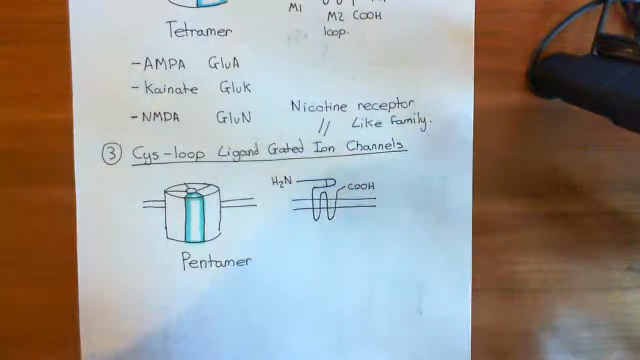 M1
M2 COOH
loop.
Tetramer
-AMPA GluA
-Kainate GluK
-NMDA GluN
Nicotine receptor
// Like family.
③ Cys-loop Ligand Gated Ion Channels
H₂N
COOH
Pentamer